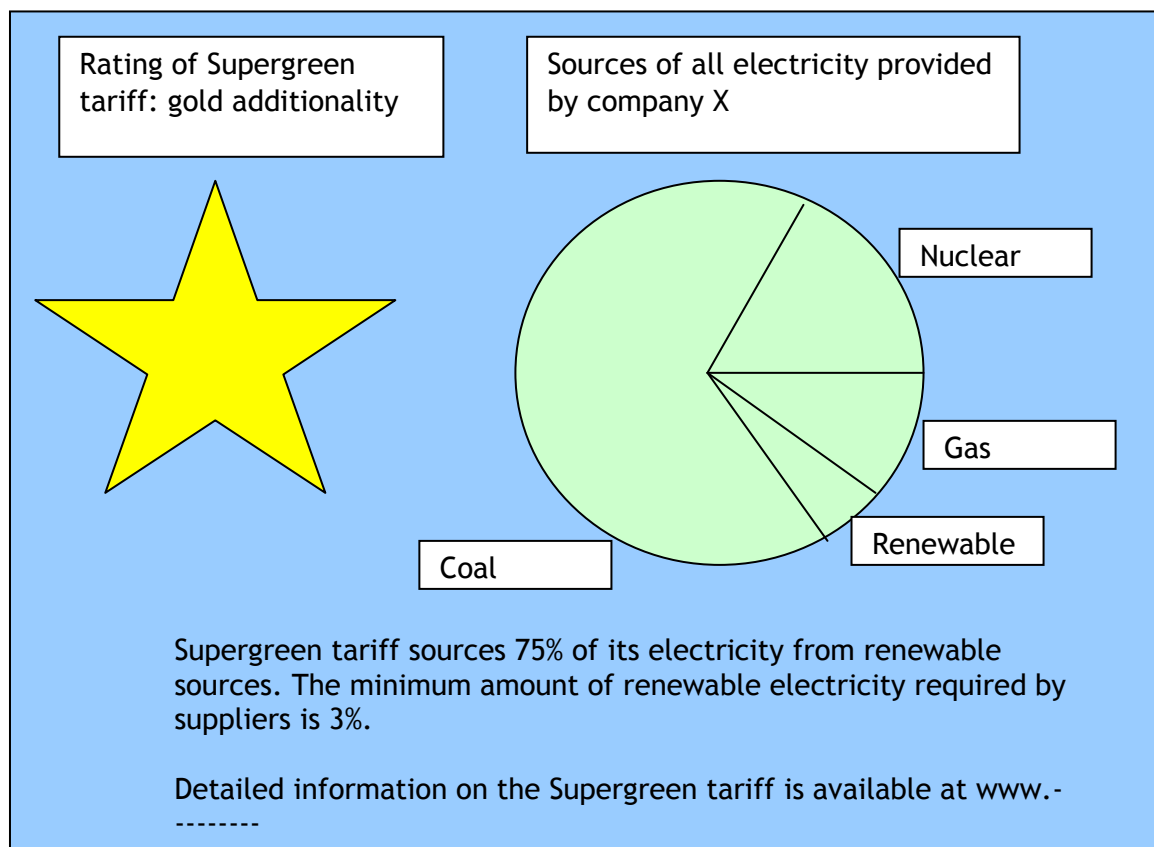 Rating of Supergreen
tariff: gold additionality
Sources of all electricity provided
by company X
Nuclear
Gas
Renewable
Coal
Supergreen tariff sources 75% of its electricity from renewable
sources. The minimum amount of renewable electricity required by
suppliers is 3%.
Detailed information on the Supergreen tariff is available at www.-
--------